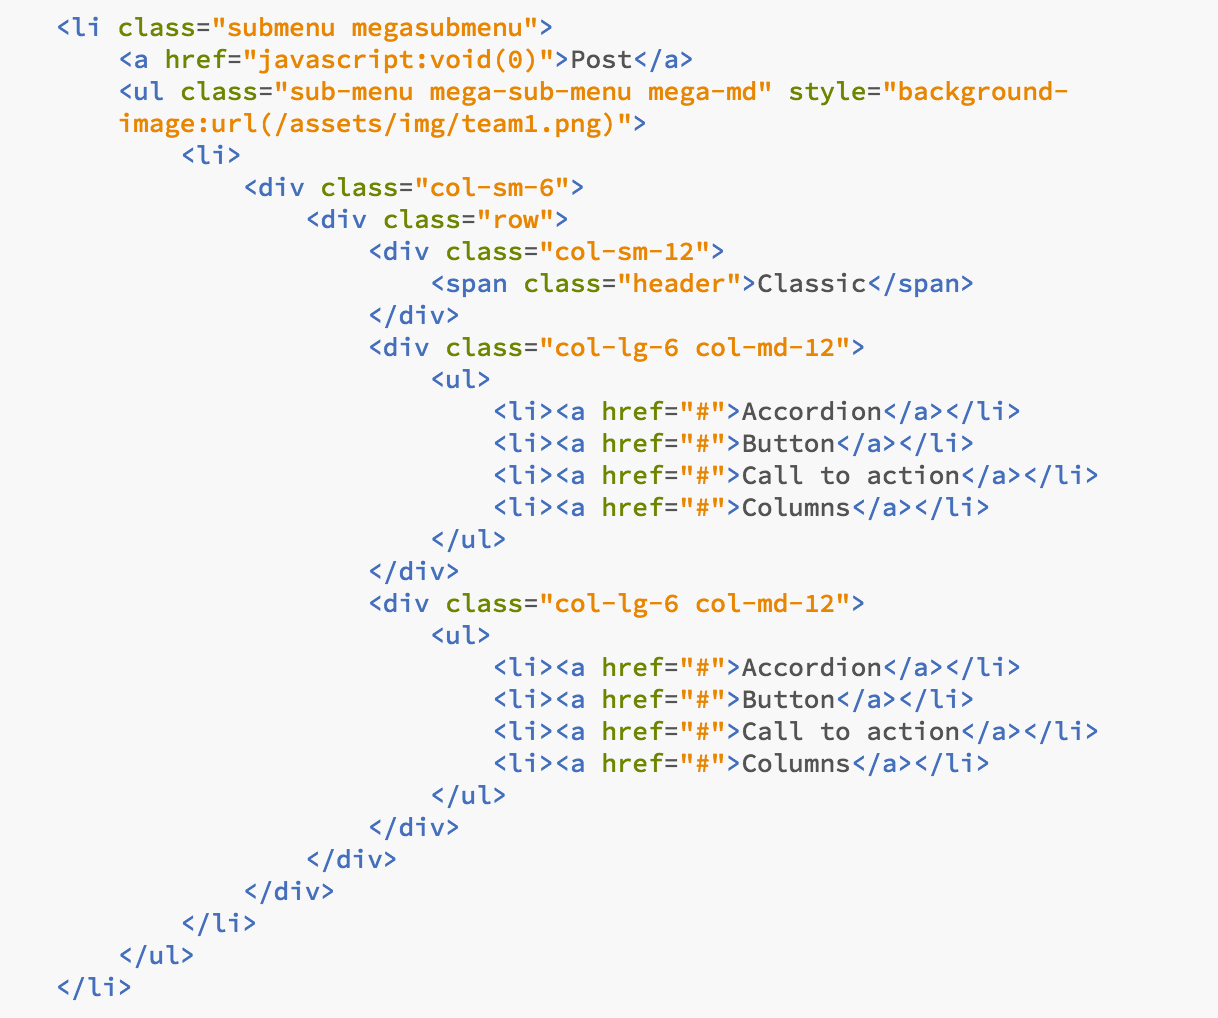 <li class="submenu megasubmenu">
    <a href="javascript:void(0)">Post</a>
    <ul class="sub-menu mega-sub-menu mega-md" style="background-
    image:url(/assets/img/team1.png)">
        <li>
            <div class="col-sm-6">
                <div class="row">
                    <div class="col-sm-12">
                        <span class="header">Classic</span>
                    </div>
                    <div class="col-lg-6 col-md-12">
                        <ul>
                            <li><a href="#">Accordion</a></li>
                            <li><a href="#">Button</a></li>
                            <li><a href="#">Call to action</a></li>
                            <li><a href="#">Columns</a></li>
                        </ul>
                    </div>
                    <div class="col-lg-6 col-md-12">
                        <ul>
                            <li><a href="#">Accordion</a></li>
                            <li><a href="#">Button</a></li>
                            <li><a href="#">Call to action</a></li>
                            <li><a href="#">Columns</a></li>
                        </ul>
                    </div>
                </div>
            </div>
        </li>
    </ul>
</li>